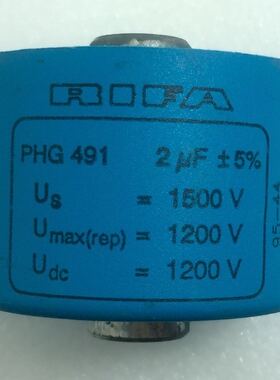 RIFA
PHG 491 2 µF ±5%
Us = 1500 V
Umax(rep) = 1200 V
Udc = 1200 V